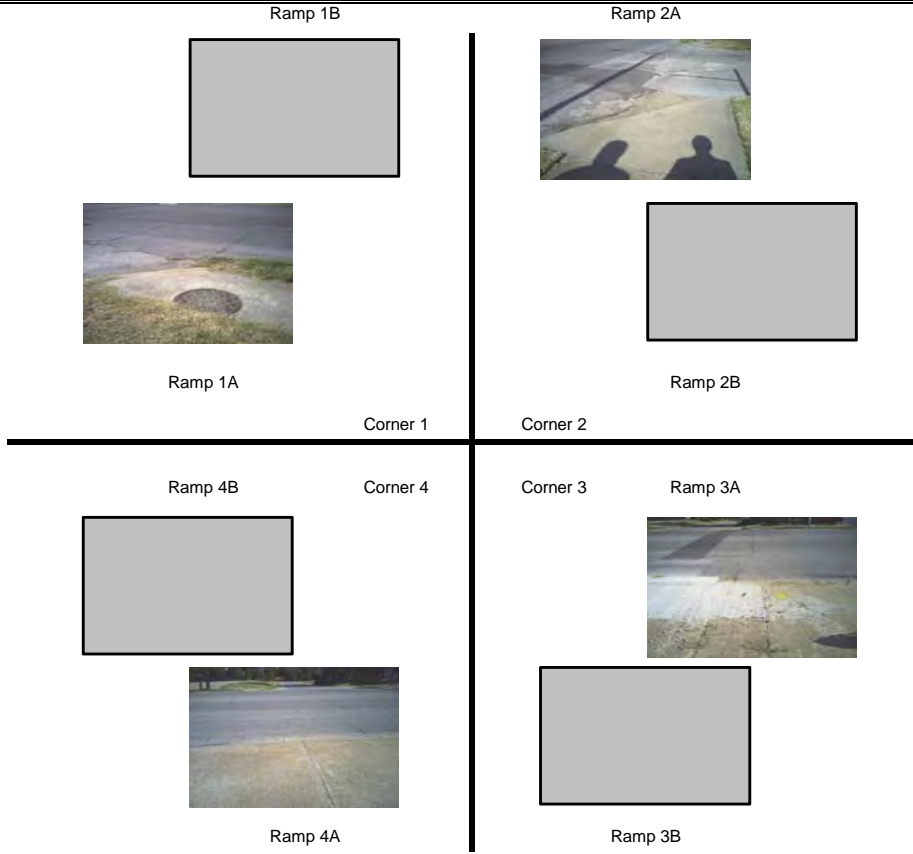 Ramp 1B
Ramp 2A
Ramp 1A
Ramp 2B
Corner 1
Corner 2
Ramp 4B
Corner 4
Corner 3
Ramp 3A
Ramp 4A
Ramp 3B